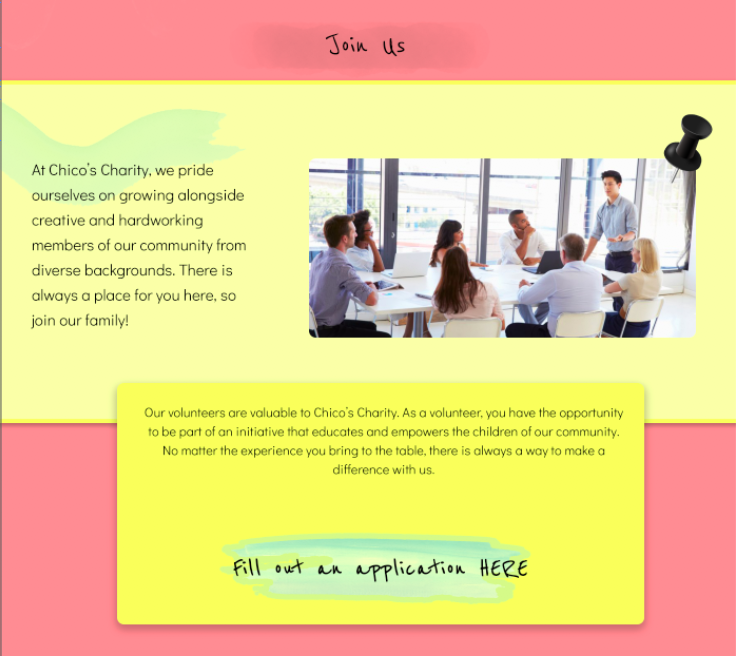 Join Us
At Chico's Charity, we pride
ourselves on growing alongside
creative and hardworking
members of our community from
diverse backgrounds. There is
always a place for you here, so
join our family!
Our volunteers are valuable to Chico's Charity. As a volunteer, you have the opportunity
to be part of an initiative that educates and empowers the children of our community.
No matter the experience you bring to the table, there is always a way to make a
difference with us.
Fill out an application HERE